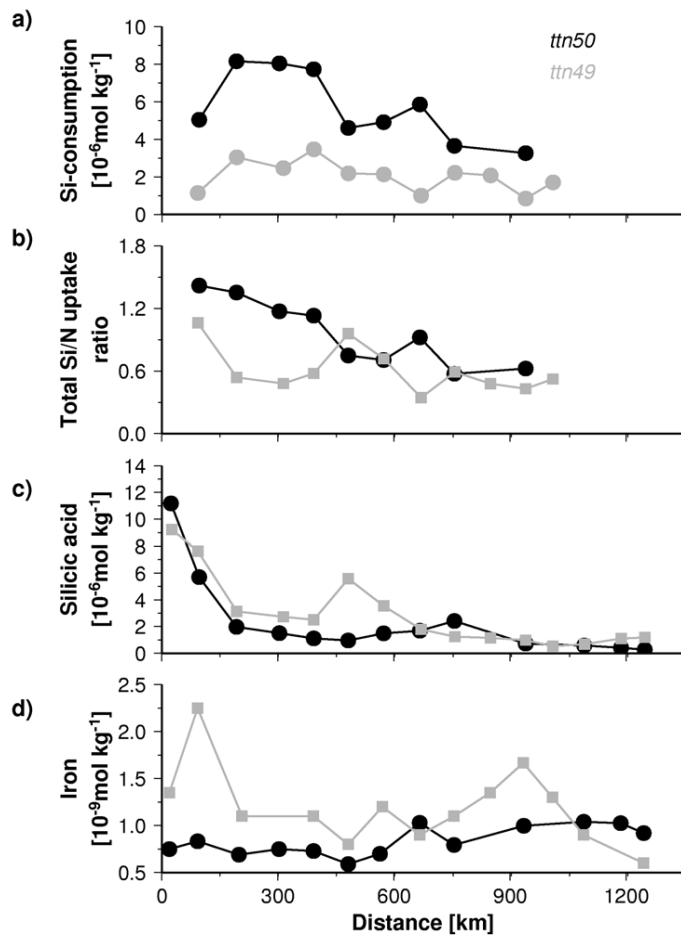 a)
Si-consumption
[10⁻⁶mol kg⁻¹]
10
8
6
4
2
0
ttn50
ttn49
b)
Total Si/N uptake
ratio
1.8
1.2
0.6
0.0
c)
Silicic acid
[10⁻⁶mol kg⁻¹]
14
12
10
8
6
4
2
0
d)
Iron
[10⁻⁹mol kg⁻¹]
2.5
2.0
1.5
1.0
0.5
0 300 600 900 1200
Distance [km]